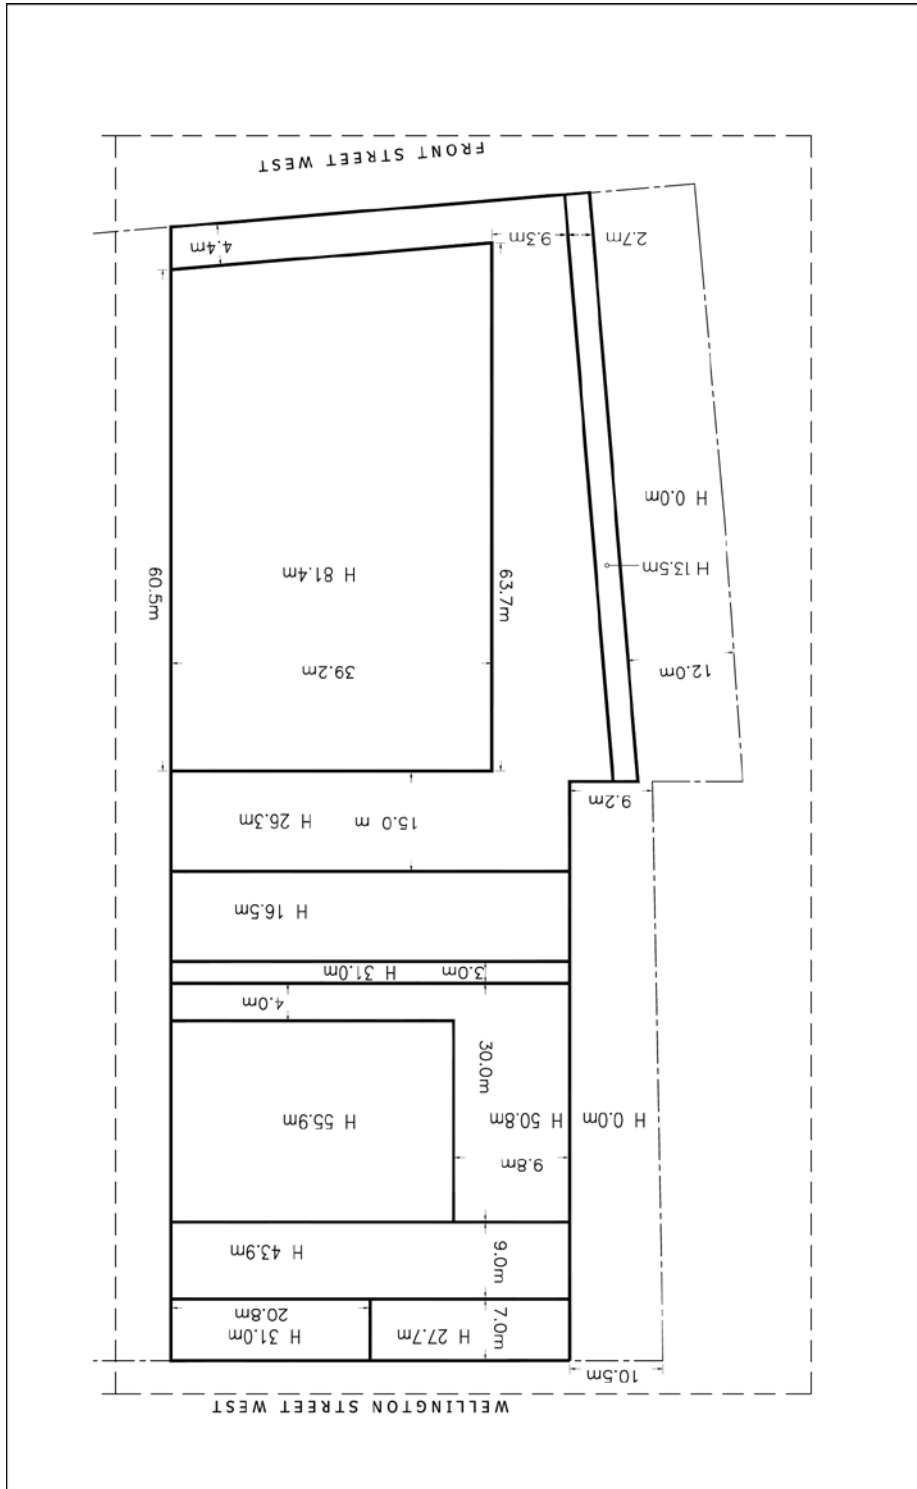 WELLINGTON STREET WEST
10.5m
7.0m
H 27.7m
H 31.0m
20.8m
9.0m
H 43.9m
9.8m
H 0.0m
H 50.8m
H 55.9m
30.0m
4.0m
3.0m
H 31.0m
H 16.5m
15.0 m
H 26.3m
9.2m
12.0m
39.2m
63.7m
60.5m
H 81.4m
H 13.5m
H 0.0m
2.7m
9.3m
4.4m
FRONT STREET WEST